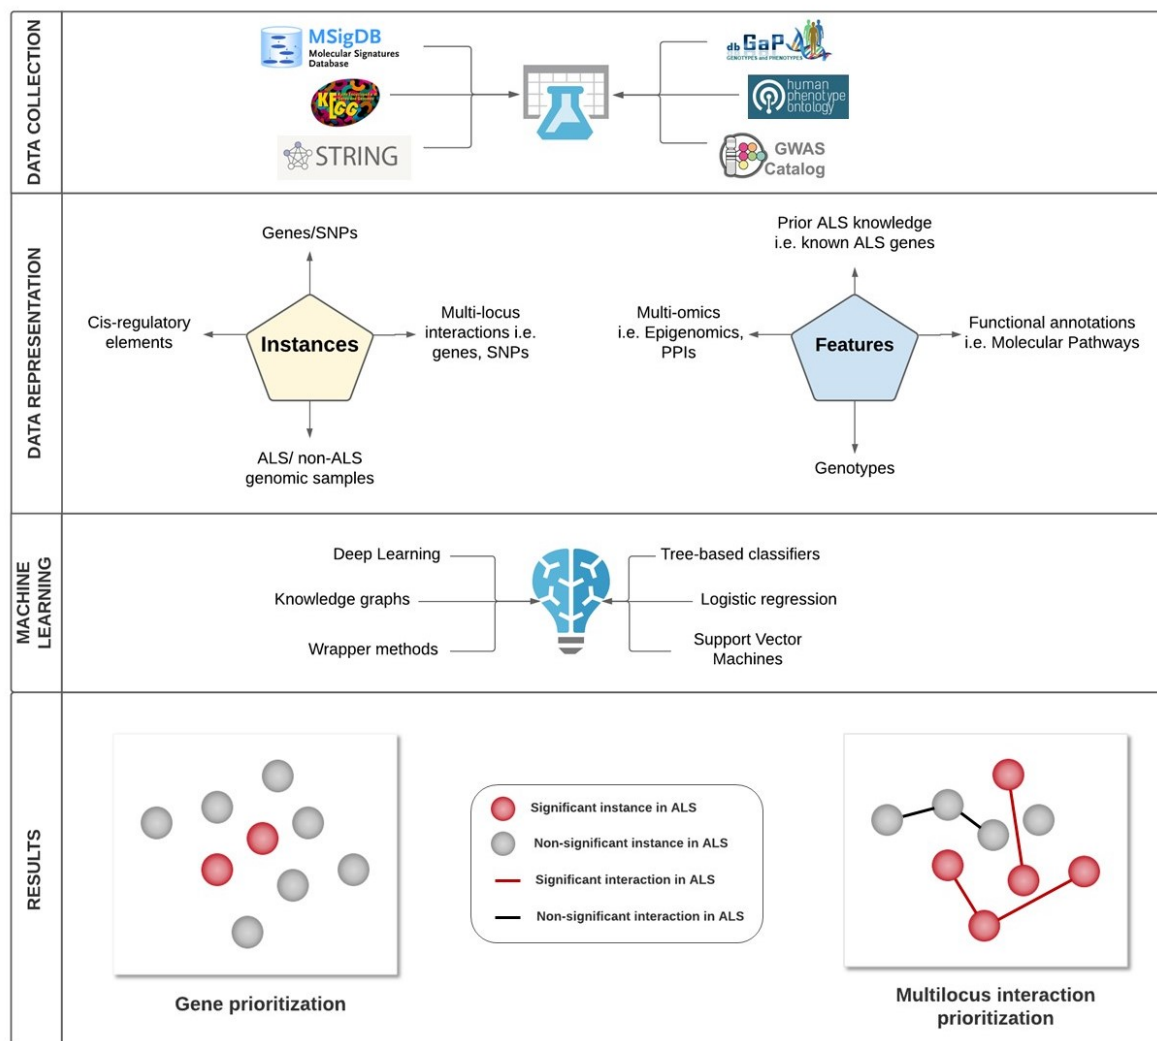 DATA COLLECTION
MSigDB
Molecular Signatures
Database
KEGG
STRING
db GaP
GENOTYPES and PHENOTYPES
human
phenotype
ontology
GWAS
Catalog
DATA REPRESENTATION
Genes/SNPs
Cis-regulatory
elements
Instances
Multi-locus
interactions i.e.
genes, SNPs
ALS/ non-ALS
genomic samples
Prior ALS knowledge
i.e. known ALS genes
Multi-omics
i.e. Epigenomics,
PPIs
Features
Functional annotations
i.e. Molecular Pathways
Genotypes
MACHINE
LEARNING
Deep Learning
Knowledge graphs
Wrapper methods
Tree-based classifiers
Logistic regression
Support Vector
Machines
RESULTS
Gene prioritization
Significant instance in ALS
Non-significant instance in ALS
Significant interaction in ALS
Non-significant interaction in ALS
Multilocus interaction
prioritization